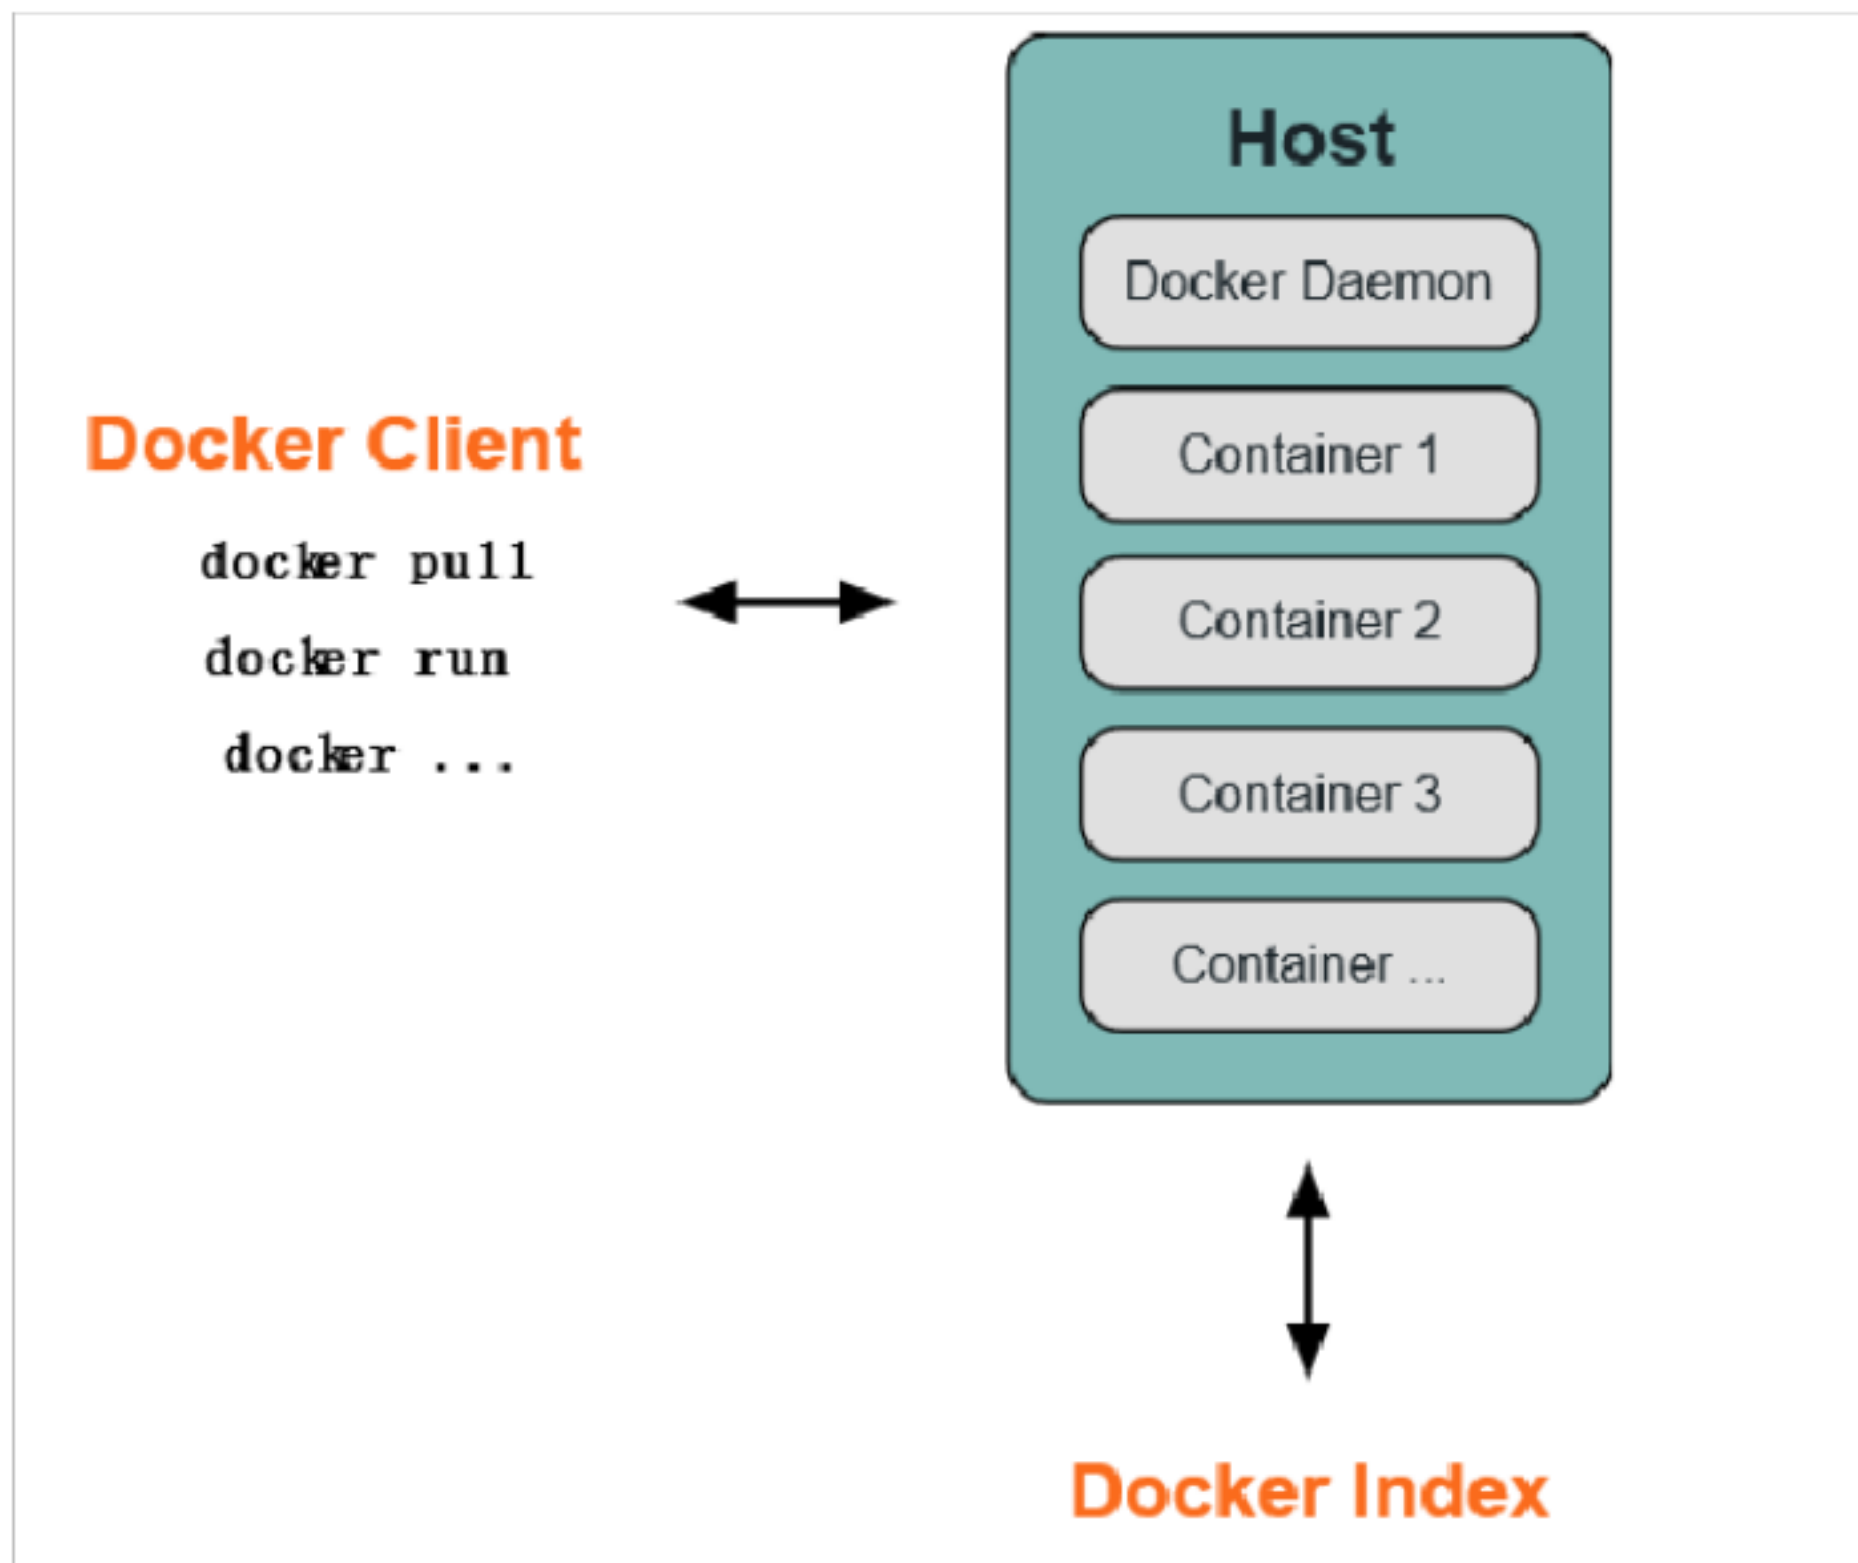 Host
Docker Daemon
Container 1
Container 2
Container 3
Container ...
Docker Client
docker pull
docker run
docker ...
Docker Index